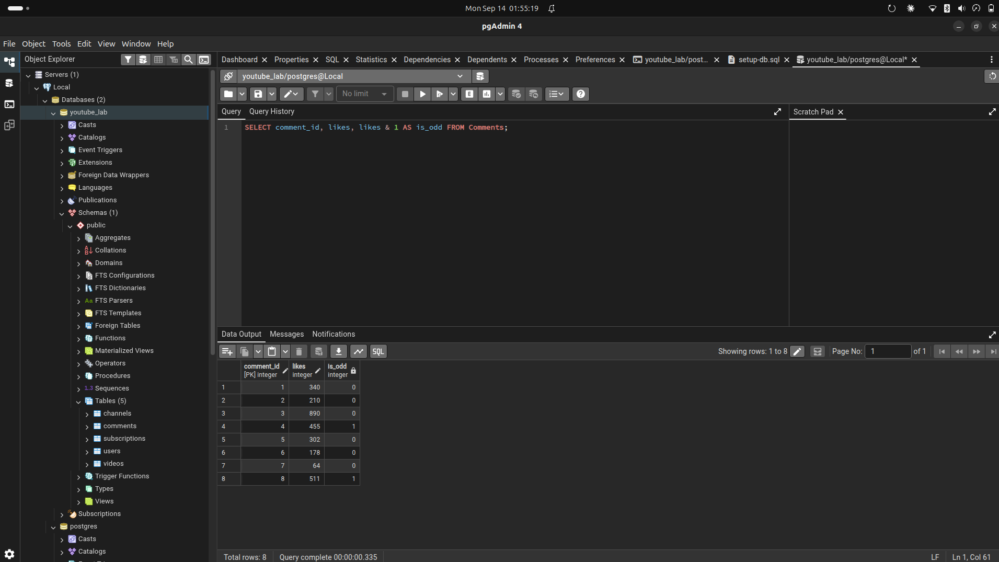 Mon Sep 14 01:55:19
pgAdmin 4
File Object Tools Edit View Window Help
Object Explorer
Dashboard Properties SQL Statistics Dependencies Dependents Processes Preferences youtube_lab/post... setup-db.sql youtube_lab/postgres@Local*
Servers (1)
Local
Databases (2)
youtube_lab
Casts
Catalogs
Event Triggers
Extensions
Foreign Data Wrappers
Languages
Publications
Schemas (1)
public
Aggregates
Collations
Domains
FTS Configurations
FTS Dictionaries
Aa FTS Parsers
FTS Templates
Foreign Tables
Functions
Materialized Views
Operators
Procedures
1.3 Sequences
Tables (5)
channels
comments
subscriptions
users
videos
Trigger Functions
Types
Views
Subscriptions
postgres
Casts
Catalogs
youtube_lab/postgres@Local
No limit
E
Query Query History
Scratch Pad
1 SELECT comment_id, likes, likes & 1 AS is_odd FROM Comments;
Data Output Messages Notifications
SQL
Showing rows: 1 to 8 Page No: 1 of 1
comment_id likes is_odd
[PK] integer integer integer
1 1 340 0
2 2 210 0
3 3 890 0
4 4 455 1
5 5 302 0
6 6 178 0
7 7 64 0
8 8 511 1
Total rows: 8 Query complete 00:00:00.335 LF Ln 1, Col 61